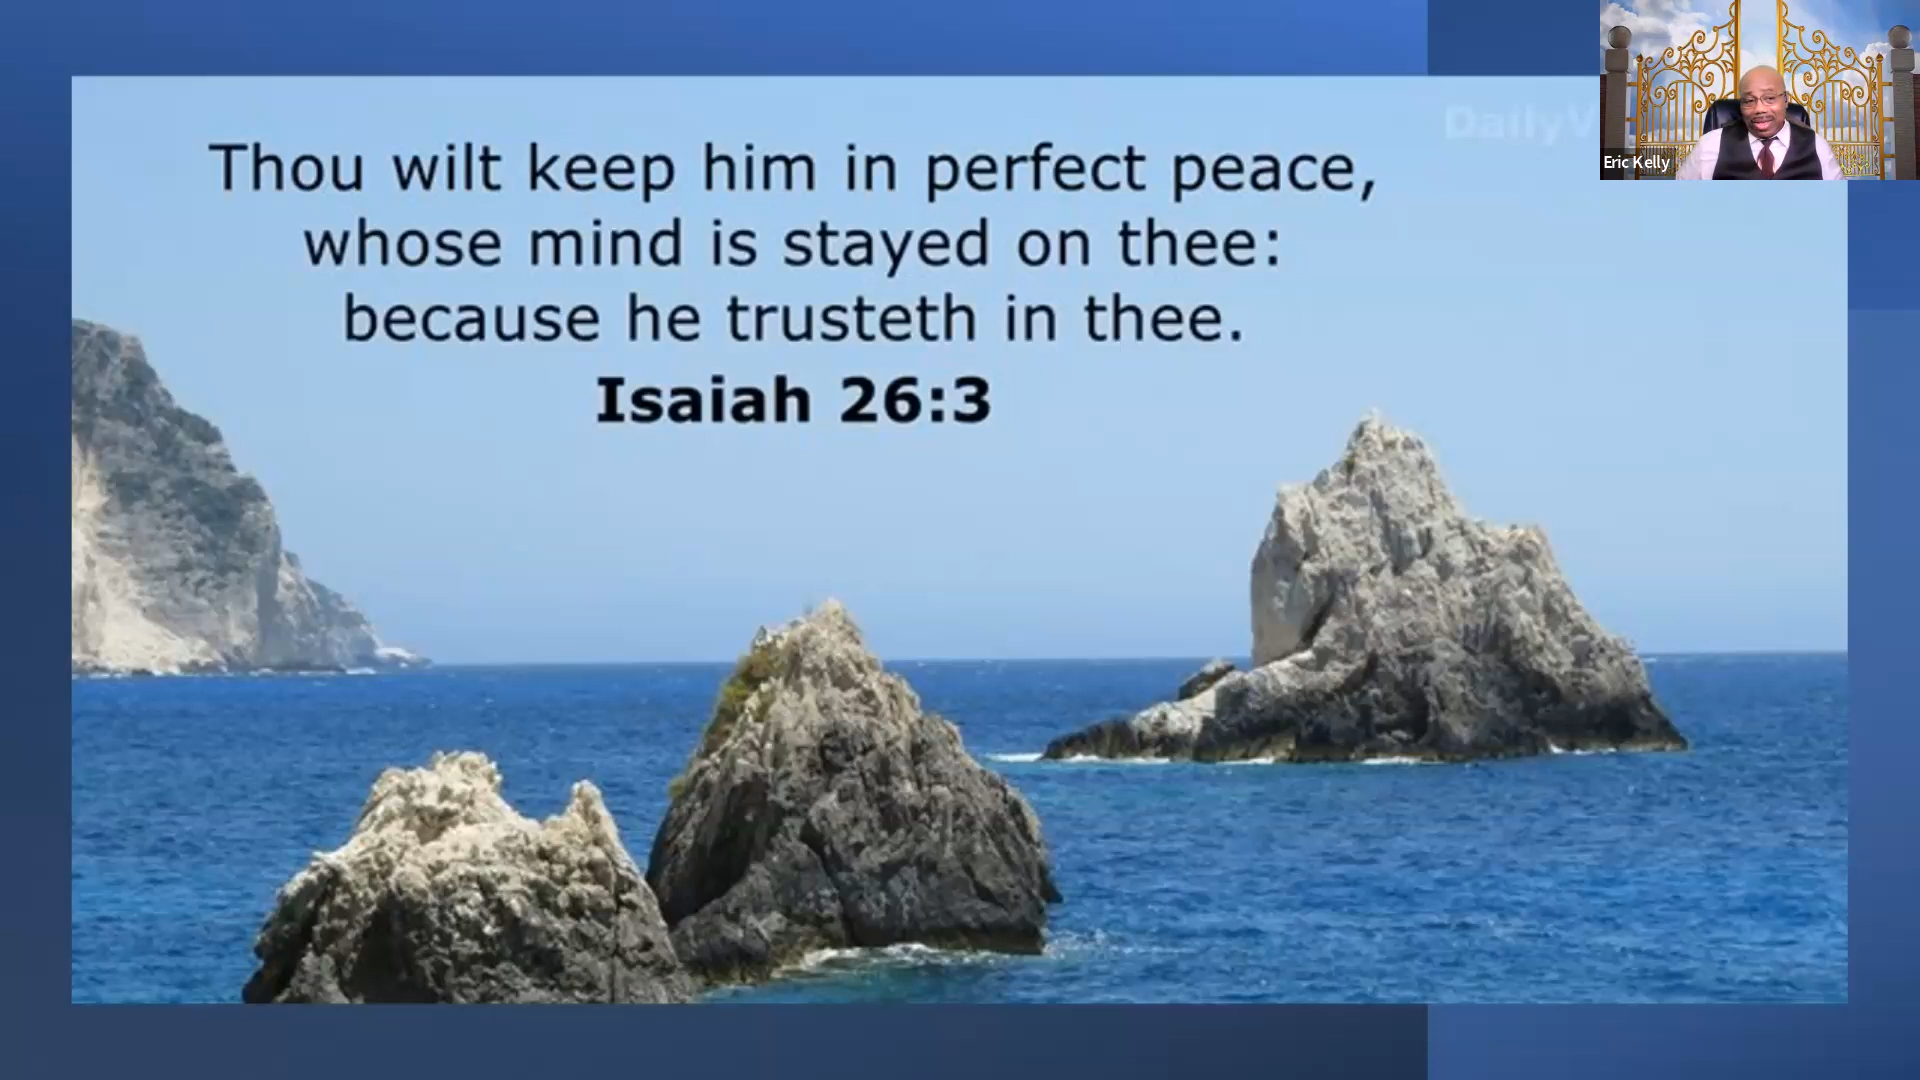 Thou wilt keep him in perfect peace,
whose mind is stayed on thee:
because he trusteth in thee.
Isaiah 26:3
DailyV
Eric Kelly